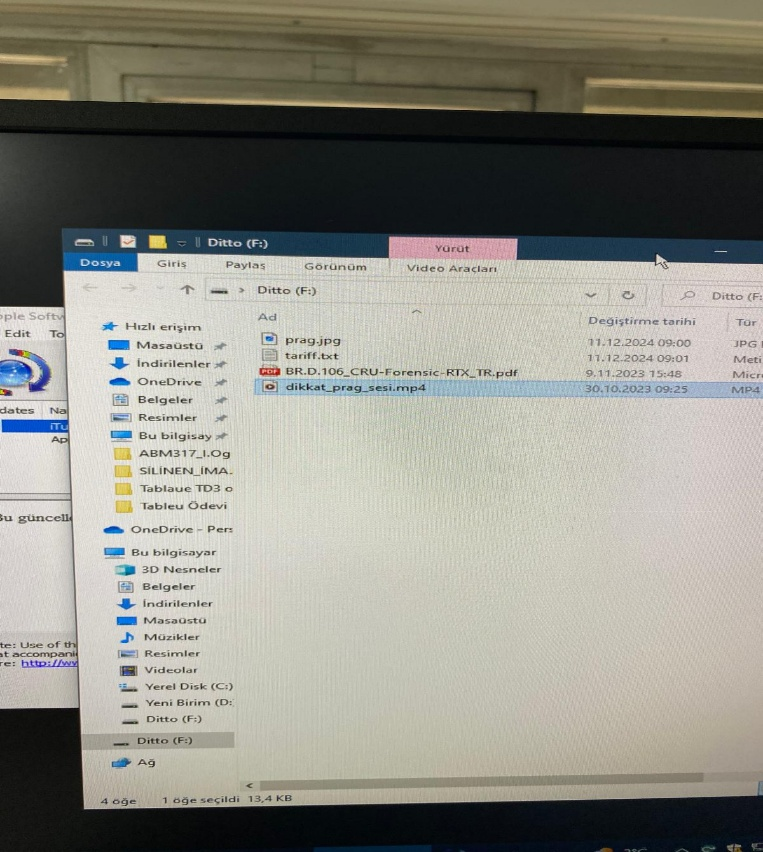 Ditto (F:)
Yürüt
Dosya Giriş Paylaş Görünüm Video Araçları
Ditto (F:)
Ditto (F:
Ad Değiştirme tarihi Tür
prag.jpg 11.12.2024 09:00 JPG
tariff.txt 11.12.2024 09:01 Meti
BR.D.106_CRU-Forensic-RTX_TR.pdf 9.11.2023 15:48 Micr
dikkat_prag_sesi.mp4 30.10.2023 09:25 MP4
Hızlı erişim
Masaüstü
İndirilenler
OneDrive
Belgeler
Resimler
Bu bilgisay
ABM317_I.Og
SİLİNEN_İMA.
Tablaue TD3 o
Tableu Ödevi
OneDrive - Pers
Bu bilgisayar
3D Nesneler
Belgeler
İndirilenler
Masaüstü
Müzikler
Resimler
Videolar
Yerel Disk (C:)
Yeni Birim (D:
Ditto (F:)
Ditto (F:)
Ağ
4 öğe 1 öğe seçildi 13,4 KB
ple Softw
Edit To
dates Na
iTu
Ap
Bu güncell
te: Use of th
at accompani
re: http://ww